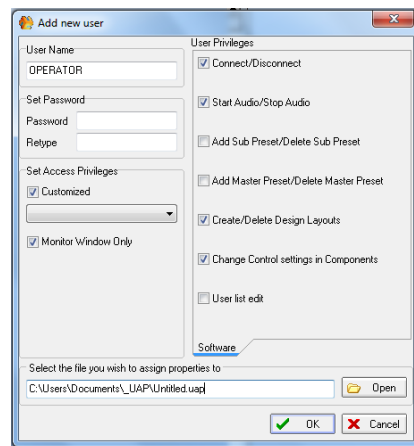 Add new user
User Name
OPERATOR
Set Password
Password
Retype
Set Access Privileges
Customized
Monitor Window Only
User Privileges
Connect/Disconnect
Start Audio/Stop Audio
Add Sub Preset/Delete Sub Preset
Add Master Preset/Delete Master Preset
Create/Delete Design Layouts
Change Control settings in Components
User list edit
Software
Select the file you wish to assign properties to
C:\Users\Documents\_UAP\Untitled.uap
Open
OK
Cancel